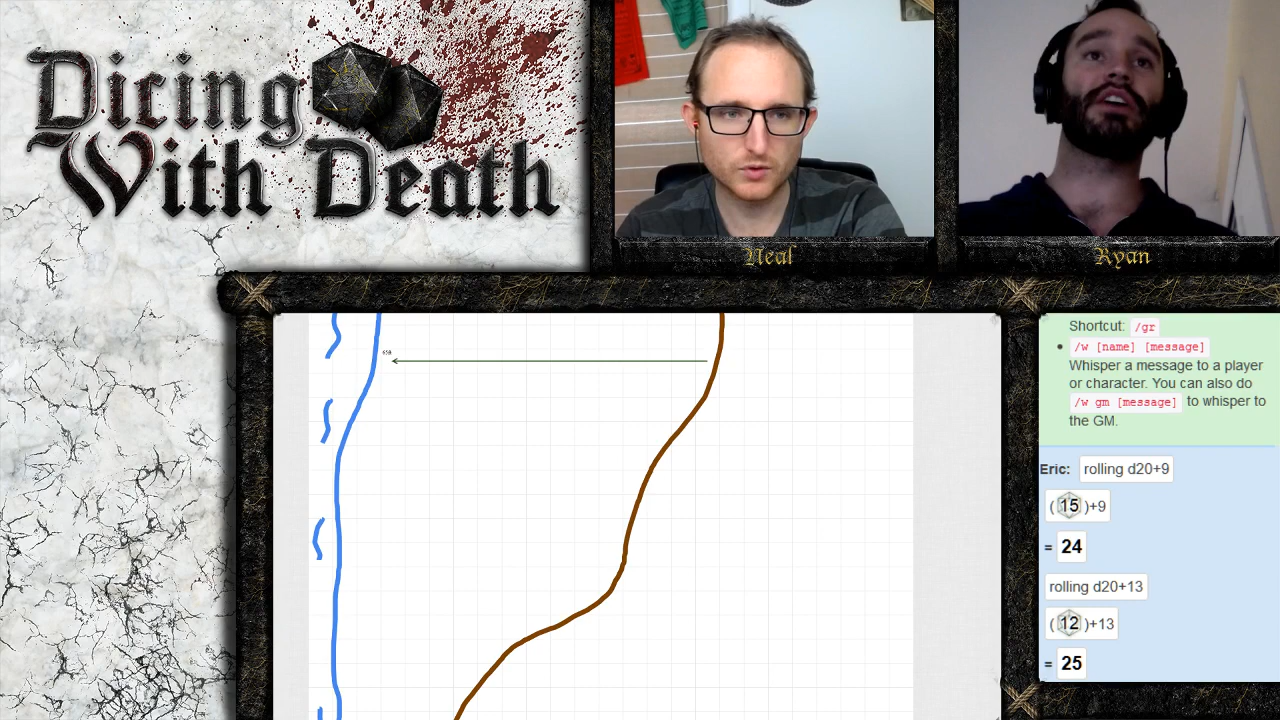 Dicing
With Death
Neal
Ryan
Shortcut: /gr
/w [name] [message]
Whisper a message to a player
or character. You can also do
/w gm [message] to whisper to
the GM.
Eric: rolling d20+9
(15)+9
= 24
rolling d20+13
(12)+13
= 25